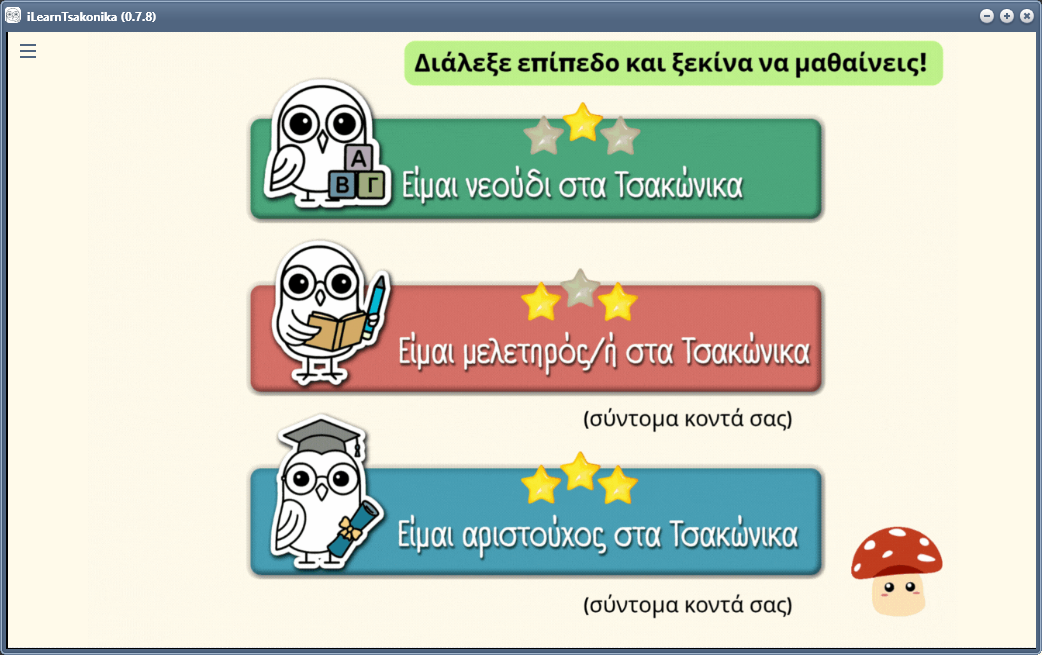 iLearnTsakonika (0.7.8)
Διάλεξε επίπεδο και ξεκίνα να μαθαίνεις!
Α
Β Γ
Είμαι νεούδι στα Τσακώνικα
Είμαι μελετηρός/ή στα Τσακώνικα
(σύντομα κοντά σας)
Είμαι αριστούχος στα Τσακώνικα
(σύντομα κοντά σας)